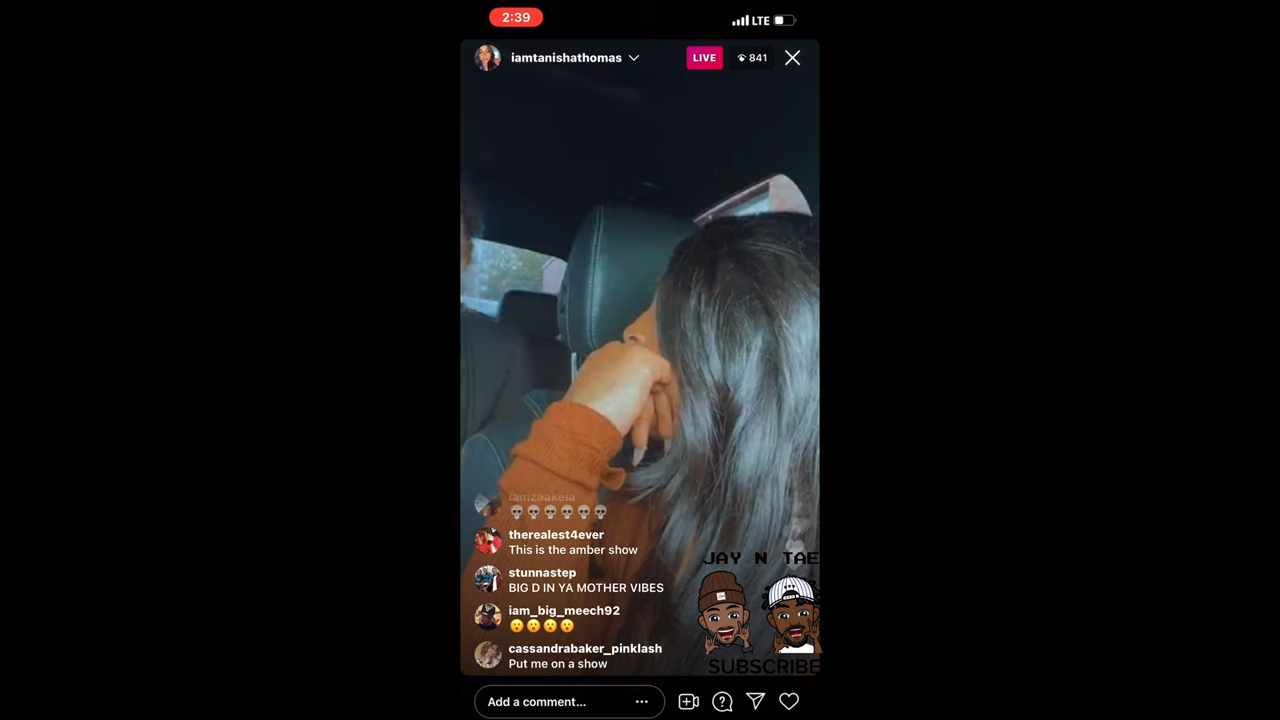 2:39
LTE
iamtanishathomas
LIVE
841
iamzaakeia
therealest4ever
This is the amber show
stunnastep
BIG D IN YA MOTHER VIBES
iam_big_meech92
cassandrabaker_pinklash
Put me on a show
JAY N TAE
SUBSCRIBE
Add a comment...